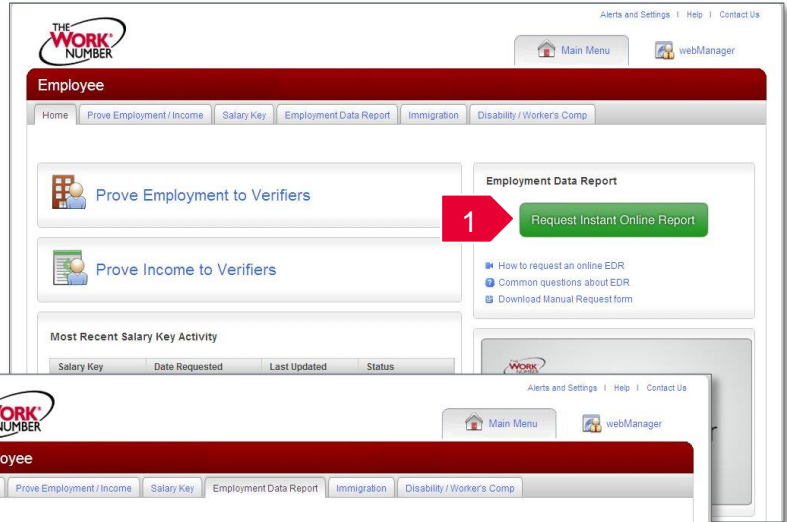 Alerts and Settings | Help | Contact Us
THE
WORK®
NUMBER
Main Menu
webManager
Employee
Home
Prove Employment / Income
Salary Key
Employment Data Report
Immigration
Disability / Worker's Comp
Prove Employment to Verifiers
Employment Data Report
1
Request Instant Online Report
Prove Income to Verifiers
How to request an online EDR
Common questions about EDR
Download Manual Request form
Most Recent Salary Key Activity
Salary Key Date Requested Last Updated Status
THE
WORK
Alerts and Settings | Help | Contact Us
ORK®
NUMBER
Main Menu
webManager
oyee
Prove Employment / Income
Salary Key
Employment Data Report
Immigration
Disability / Worker's Comp